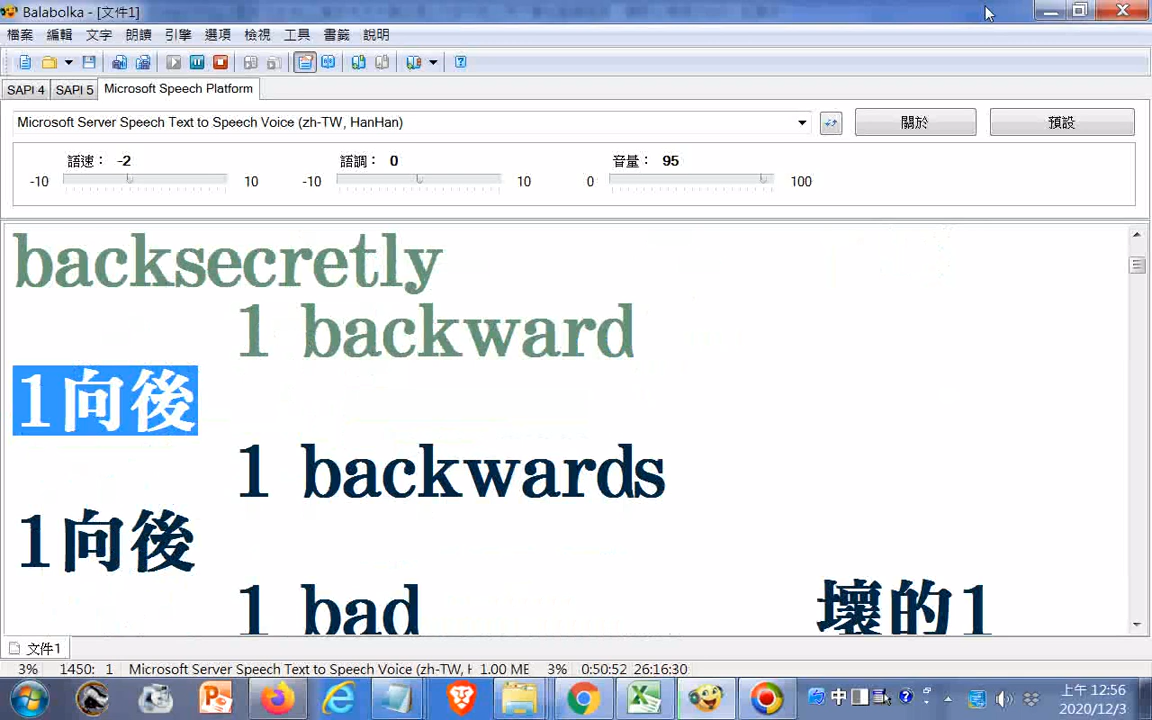 Balabolka - [文件1]
檔案 編輯 文字 朗讀 引擎 選項 檢視 工具 書籤 說明
SAPI 4 SAPI 5 Microsoft Speech Platform
Microsoft Server Speech Text to Speech Voice (zh-TW, HanHan)
關於 預設
語速： -2 語調： 0 音量： 95
-10 10 -10 10 0 100
backsecretly
1 backward
1向後
1 backwards
1向後
1 bad 壞的1
文件1
3% 1450: 1 Microsoft Server Speech Text to Speech Voice (zh-TW, 1.00 ME 3% 0:50:52 26:16:30
中 上午 12:56
2020/12/3